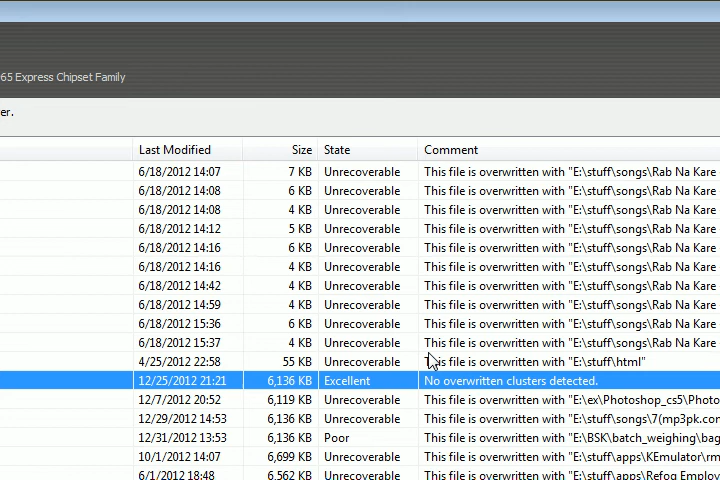 65 Express Chipset Family
er.
Last Modified Size State Comment
6/18/2012 14:07 7 KB Unrecoverable This file is overwritten with "E:\stuff\songs\Rab Na Kare
6/18/2012 14:08 6 KB Unrecoverable This file is overwritten with "E:\stuff\songs\Rab Na Kare
6/18/2012 14:08 4 KB Unrecoverable This file is overwritten with "E:\stuff\songs\Rab Na Kare
6/18/2012 14:12 5 KB Unrecoverable This file is overwritten with "E:\stuff\songs\Rab Na Kare
6/18/2012 14:16 6 KB Unrecoverable This file is overwritten with "E:\stuff\songs\Rab Na Kare
6/18/2012 14:16 4 KB Unrecoverable This file is overwritten with "E:\stuff\songs\Rab Na Kare
6/18/2012 14:42 4 KB Unrecoverable This file is overwritten with "E:\stuff\songs\Rab Na Kare
6/18/2012 14:59 4 KB Unrecoverable This file is overwritten with "E:\stuff\songs\Rab Na Kare
6/18/2012 15:36 6 KB Unrecoverable This file is overwritten with "E:\stuff\songs\Rab Na Kare
6/18/2012 15:37 4 KB Unrecoverable This file is overwritten with "E:\stuff\songs\Rab Na Kare
4/25/2012 22:58 55 KB Unrecoverable This file is overwritten with "E:\stuff\html"
12/25/2012 21:21 6,136 KB Excellent No overwritten clusters detected.
12/7/2012 20:52 6,119 KB Unrecoverable This file is overwritten with "E:\ex\Photoshop_cs5\Photo
12/29/2012 14:53 6,136 KB Unrecoverable This file is overwritten with "E:\stuff\songs\7(mp3pk.con
12/31/2012 13:53 6,136 KB Poor This file is overwritten with "E:\BSK\batch_weighing\bag
10/1/2012 14:07 6,699 KB Unrecoverable This file is overwritten with "E:\stuff\apps\KEmulator\rm
6/1/2012 18:48 6,562 KB Unrecoverable This file is overwritten with "E:\stuff\apps\Refog Employ